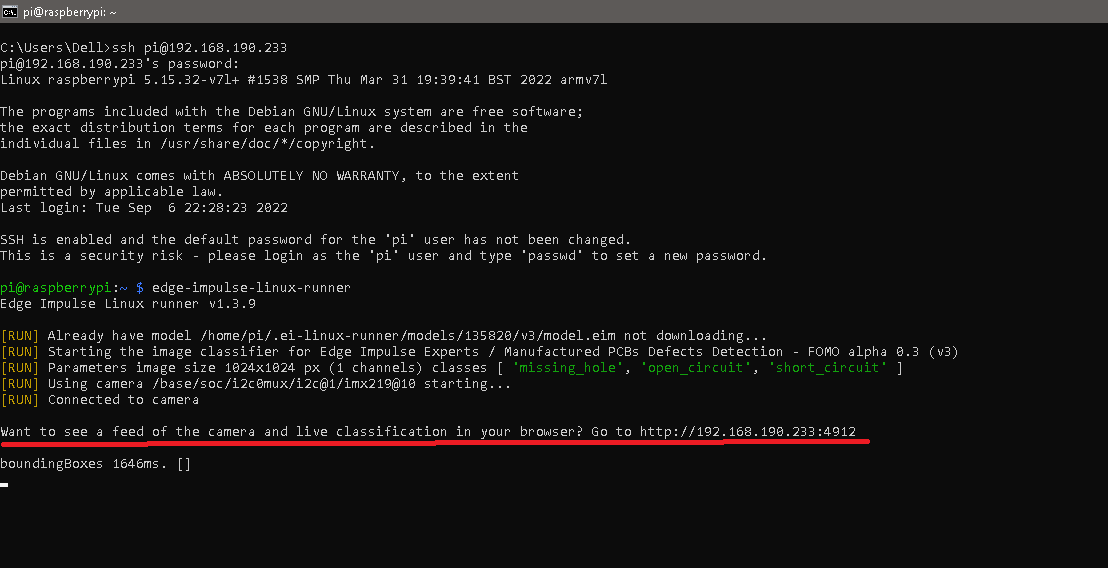 pi@raspberrypi: ~
C:\Users\Dell>ssh pi@192.168.190.233
pi@192.168.190.233's password:
Linux raspberrypi 5.15.32-v7l+ #1538 SMP Thu Mar 31 19:39:41 BST 2022 armv7l
The programs included with the Debian GNU/Linux system are free software;
the exact distribution terms for each program are described in the
individual files in /usr/share/doc/*/copyright.
Debian GNU/Linux comes with ABSOLUTELY NO WARRANTY, to the extent
permitted by applicable law.
Last login: Tue Sep  6 22:28:23 2022
SSH is enabled and the default password for the 'pi' user has not been changed.
This is a security risk - please login as the 'pi' user and type 'passwd' to set a new password.
pi@raspberrypi:~ $ edge-impulse-linux-runner
Edge Impulse Linux runner v1.3.9
[RUN] Already have model /home/pi/.ei-linux-runner/models/135820/v3/model.eim not downloading...
[RUN] Starting the image classifier for Edge Impulse Experts / Manufactured PCBs Defects Detection - FOMO alpha 0.3 (v3)
[RUN] Parameters image size 1024x1024 px (1 channels) classes [ 'missing_hole', 'open_circuit', 'short_circuit' ]
[RUN] Using camera /base/soc/i2c0mux/i2c@1/imx219@10 starting...
[RUN] Connected to camera
Want to see a feed of the camera and live classification in your browser? Go to http://192.168.190.233:4912
boundingBoxes 1646ms. []